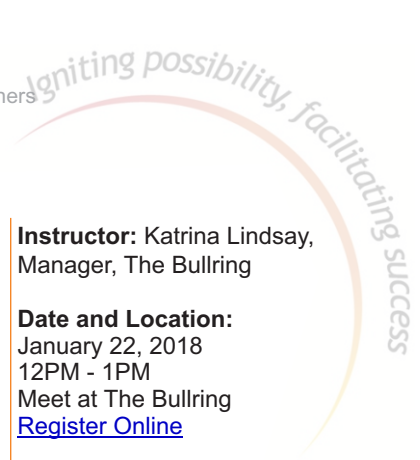 Igniting possibility, facilitating success
ners
Instructor: Katrina Lindsay,
Manager, The Bullring
Date and Location:
January 22, 2018
12PM - 1PM
Meet at The Bullring
Register Online